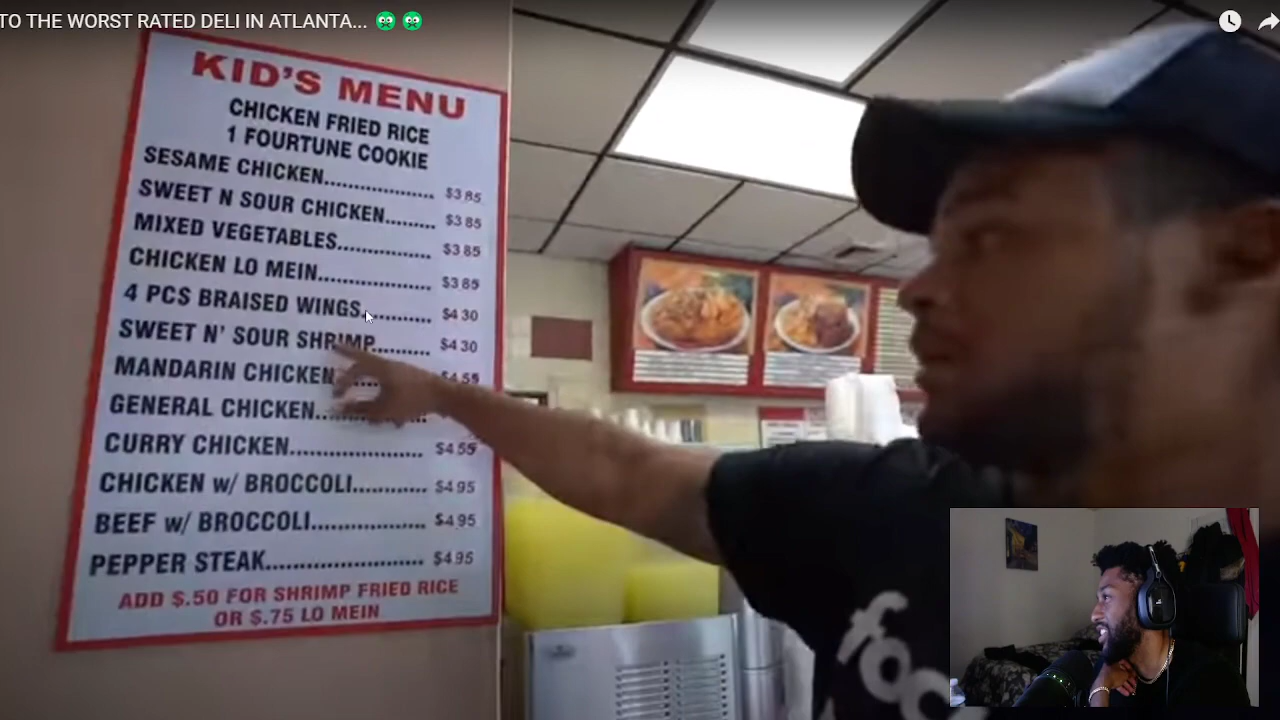 TO THE WORST RATED DELI IN ATLANTA...
KID'S MENU
CHICKEN FRIED RICE
1 FOURTUNE COOKIE
SESAME CHICKEN.................. $3 85
SWEET N SOUR CHICKEN........ $3 85
MIXED VEGETABLES............... $3 85
CHICKEN LO MEIN................... $3 85
4 PCS BRAISED WINGS............ $4 30
SWEET N' SOUR SHRIMP......... $4 30
MANDARIN CHICKEN..... $4 55
GENERAL CHICKEN...............
CURRY CHICKEN..................... $4 55
CHICKEN w/ BROCCOLI............ $4 95
BEEF w/ BROCCOLI.................. $4 95
PEPPER STEAK......................... $4 95
ADD $.50 FOR SHRIMP FRIED RICE
OR $.75 LO MEIN